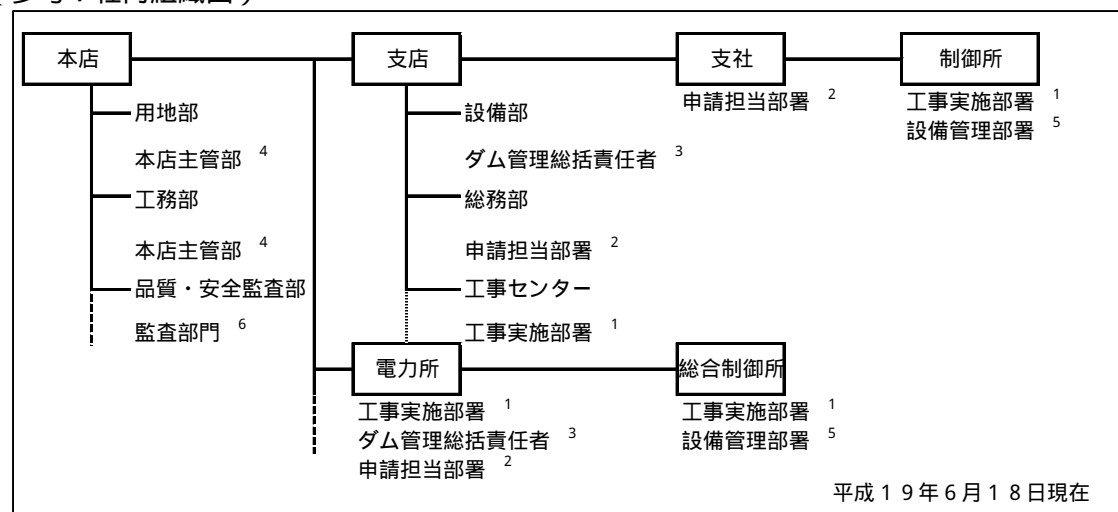 本店
支店
支社
制御所
用地部
本店主管部 4
工務部
本店主管部 4
品質・安全監査部
監査部門 6
設備部
ダム管理総括責任者 3
総務部
申請担当部署 2
工事センター
工事実施部署 1
申請担当部署 2
工事実施部署 1
設備管理部署 5
電力所
工事実施部署 1
ダム管理総括責任者 3
申請担当部署 2
総合制御所
工事実施部署 1
設備管理部署 5
平成19年6月18日現在